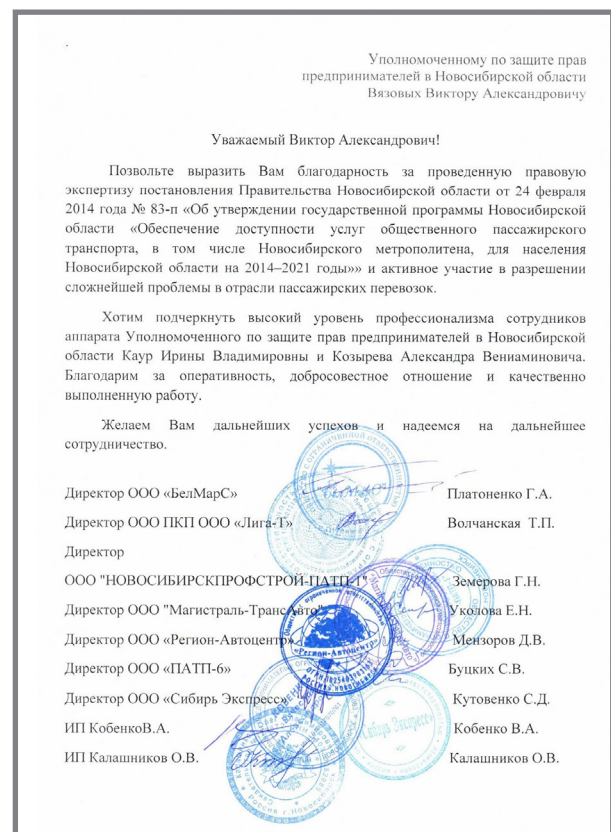 Уполномоченному по защите прав
предпринимателей в Новосибирской области
Вязовых Виктору Александровичу
Уважаемый Виктор Александрович!
Позвольте выразить Вам благодарность за проведенную правовую
экспертизу постановления Правительства Новосибирской области от 24 февраля
2014 года № 83-п «Об утверждении государственной программы Новосибирской
области «Обеспечение доступности услуг общественного пассажирского
транспорта, в том числе Новосибирского метрополитена, для населения
Новосибирской области на 2014–2021 годы»» и активное участие в разрешении
сложнейшей проблемы в отрасли пассажирских перевозок.
Хотим подчеркнуть высокий уровень профессионализма сотрудников
аппарата Уполномоченного по защите прав предпринимателей в Новосибирской
области Каур Ирины Владимировны и Козырева Александра Вениаминовича.
Благодарим за оперативность, добросовестное отношение и качественно
выполненную работу.
Желаем Вам дальнейших успехов и надеемся на дальнейшее
сотрудничество.
Директор ООО «БелМарС» Платоненко Г.А.
Директор ООО ПКП ООО «Лига-Т» Волчанская Т.П.
Директор
ООО "НОВОСИБИРСКПРОФСТРОЙ-ПАТП-1" Земерова Г.Н.
Директор ООО "Магистраль-ТрансАвто" Уколова Е.Н.
Директор ООО «Регион-Автоцентр» Мензоров Д.В.
«Регион-Автоцентр»
Директор ООО «ПАТП-6» Буцких С.В.
Директор ООО «Сибирь Экспресс» Кутовенко С.Д.
«Сибирь Экспресс»
ИП КобенкоВ.А. Кобенко В.А.
ИП Калашников О.В. Калашников О.В.